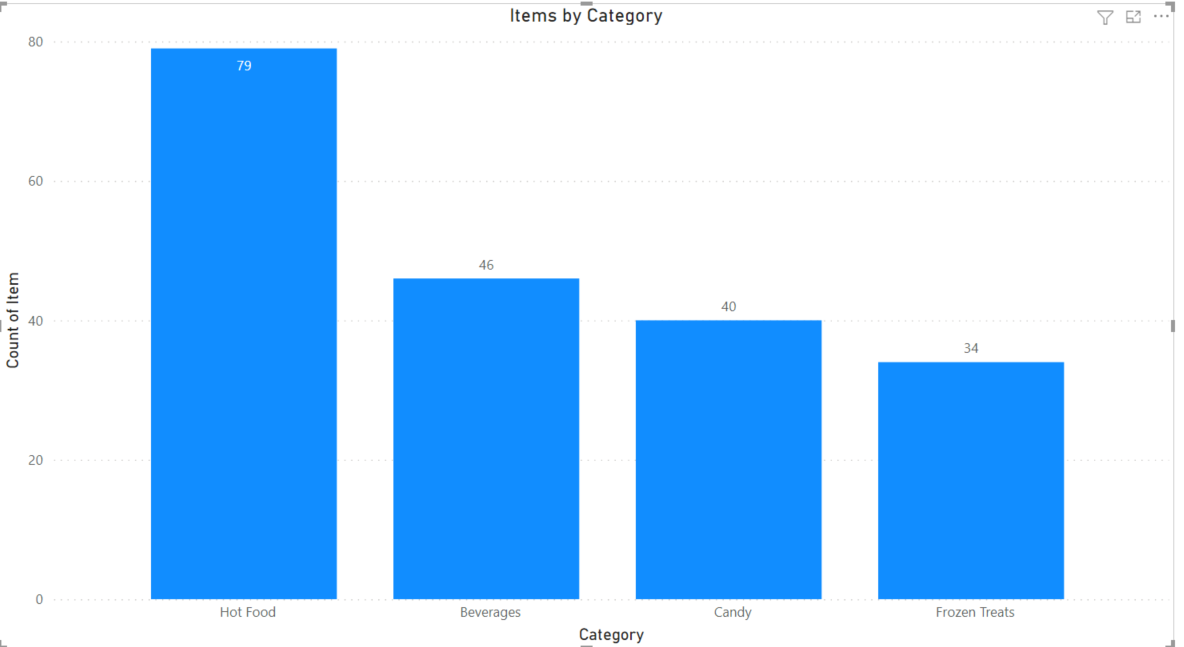 Items by Category
Count of Item
80
60
40
20
0
79
46
40
34
Hot Food
Beverages
Candy
Frozen Treats
Category